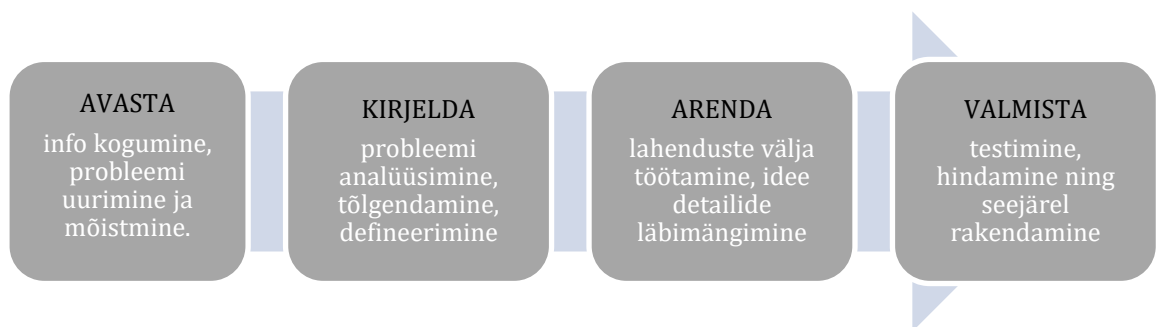 AVASTA
info kogumine,
probleemi
uurimine ja
mõistmine.
KIRJELDA
probleemi
analüüsimine,
tõlgendamine,
defineerimine
ARENDA
lahenduste välja
töötamine, idee
detailide
läbimängimine
VALMISTA
testimine,
hindamine ning
seejärel
rakendamine